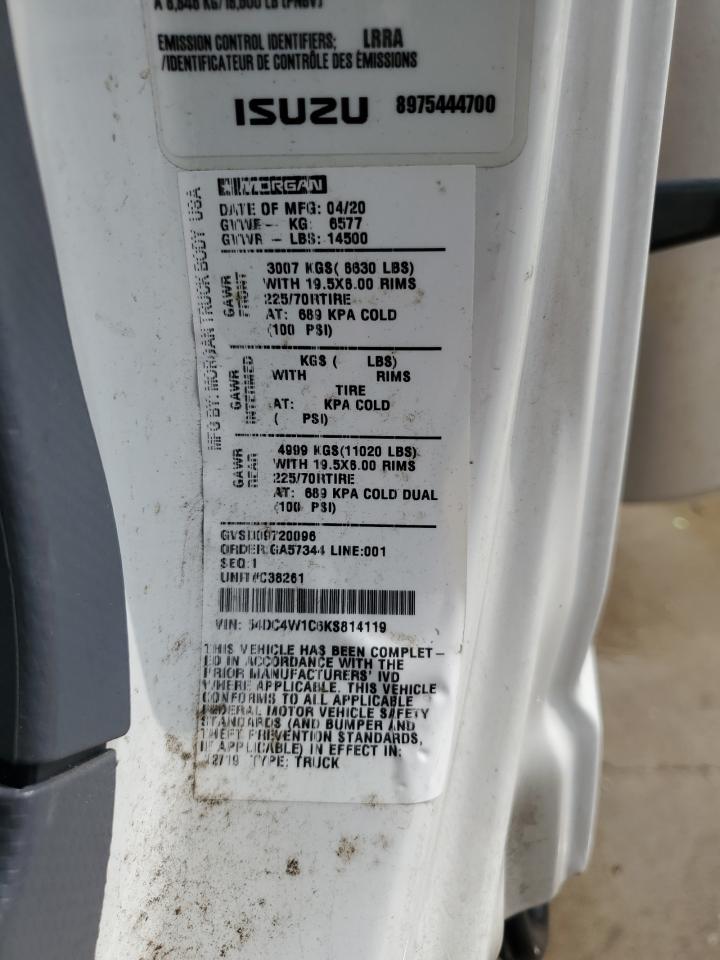 EMISSION CONTROL IDENTIFIERS; LRRA
/IDENTIFICATEUR DE CONTRÔLE DES ÉMISSIONS
ISUZU 8975444700
MORGAN
MFG BY: MORGAN TRUCK BODY USA
DATE OF MFG: 04/20
GVWR - KG: 6577
GVWR - LBS: 14500
GAWR FRONT
3007 KGS( 6630 LBS)
WITH 19.5X6.00 RIMS
225/70RTIRE
AT: 689 KPA COLD
(100 PSI)
GAWR INTERMED
KGS ( LBS)
WITH RIMS
TIRE
AT: KPA COLD
( PSI)
GAWR REAR
4999 KGS(11020 LBS)
WITH 19.5X6.00 RIMS
225/70RTIRE
AT: 689 KPA COLD DUAL
(100 PSI)
ORDER:GA57344 LINE:001
SEQ:1
UNIT#C38261
VIN: 54DC4W1C6KS814119
THIS VEHICLE HAS BEEN COMPLET-
ED IN ACCORDANCE WITH THE
PRIOR MANUFACTURERS' IVD
WHERE APPLICABLE. THIS VEHICLE
CONFORMS TO ALL APPLICABLE
FEDERAL MOTOR VEHICLE SAFETY
STANDARDS (AND BUMPER AND
THEFT PREVENTION STANDARDS,
IF APPLICABLE) IN EFFECT IN:
12/19 TYPE: TRUCK